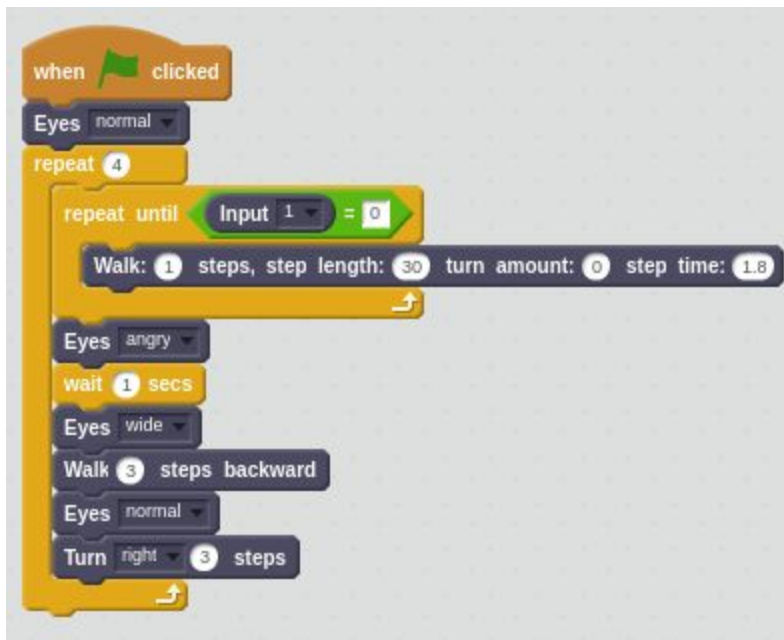 when clicked
Eyes normal
repeat 4
repeat until Input 1 = 0
Walk: 1 steps, step length: 30 turn amount: 0 step time: 1.8
Eyes angry
wait 1 secs
Eyes wide
Walk 3 steps backward
Eyes normal
Turn right 3 steps